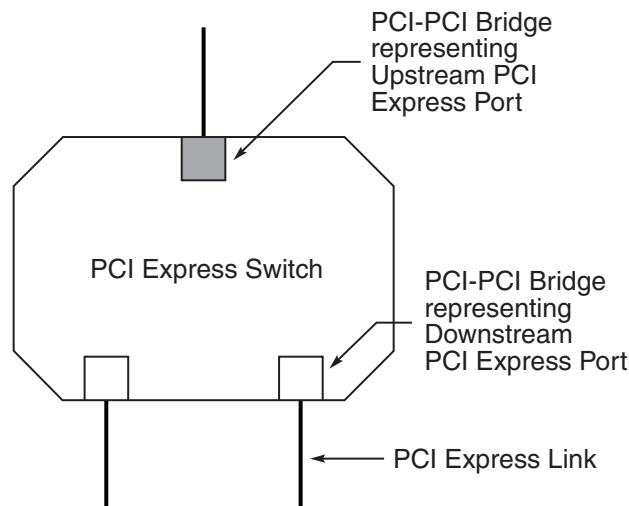 PCI-PCI Bridge
representing
Upstream PCI
Express Port
PCI Express Switch
PCI-PCI Bridge
representing
Downstream
PCI Express Port
PCI Express Link